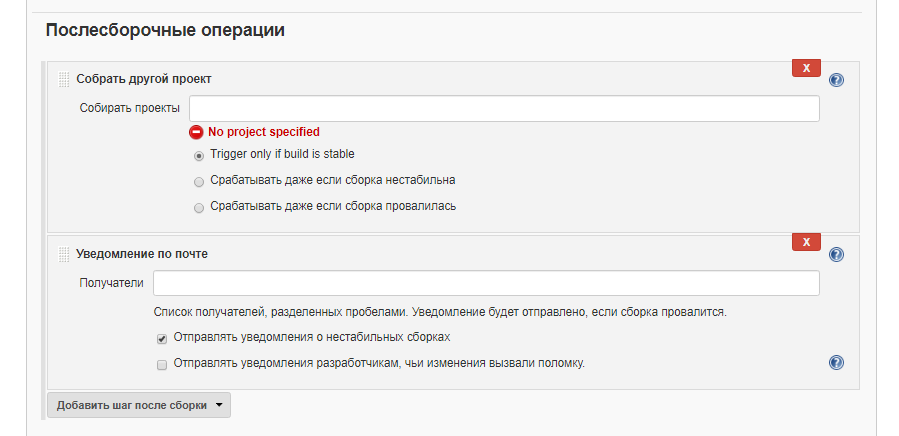 Послесборочные операции
X
Собрать другой проект
Собирать проекты
No project specified
Trigger only if build is stable
Срабатывать даже если сборка нестабильна
Срабатывать даже если сборка провалилась
X
Уведомление по почте
Получатели
Список получателей, разделенных пробелами. Уведомление будет отправлено, если сборка провалится.
Отправлять уведомления о нестабильных сборках
Отправлять уведомления разработчикам, чьи изменения вызвали поломку.
Добавить шаг после сборки